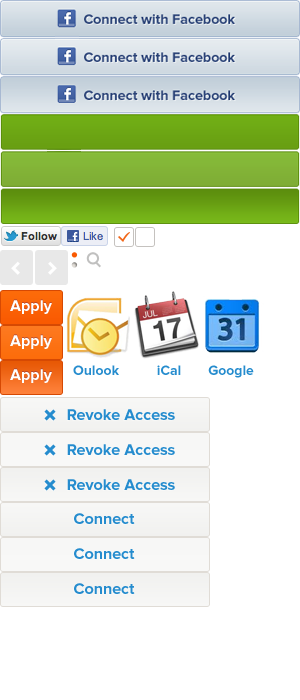 Connect with Facebook
Connect with Facebook
Connect with Facebook
Follow Like
Apply
Apply
Apply
JUL
17
31
Oulook iCal Google
Revoke Access
Revoke Access
Revoke Access
Connect
Connect
Connect